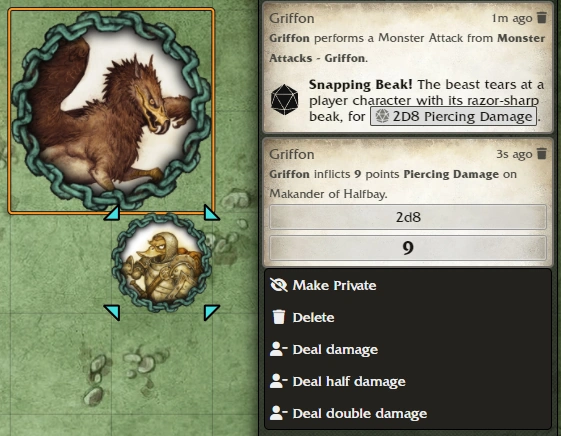 Griffon 1m ago
Griffon performs a Monster Attack from Monster
Attacks - Griffon.
Snapping Beak! The beast tears at a
player character with its razor-sharp
beak, for 2D8 Piercing Damage.
Griffon 3s ago
Griffon inflicts 9 points Piercing Damage on
Makander of Halfbay.
2d8
9
Make Private
Delete
Deal damage
Deal half damage
Deal double damage